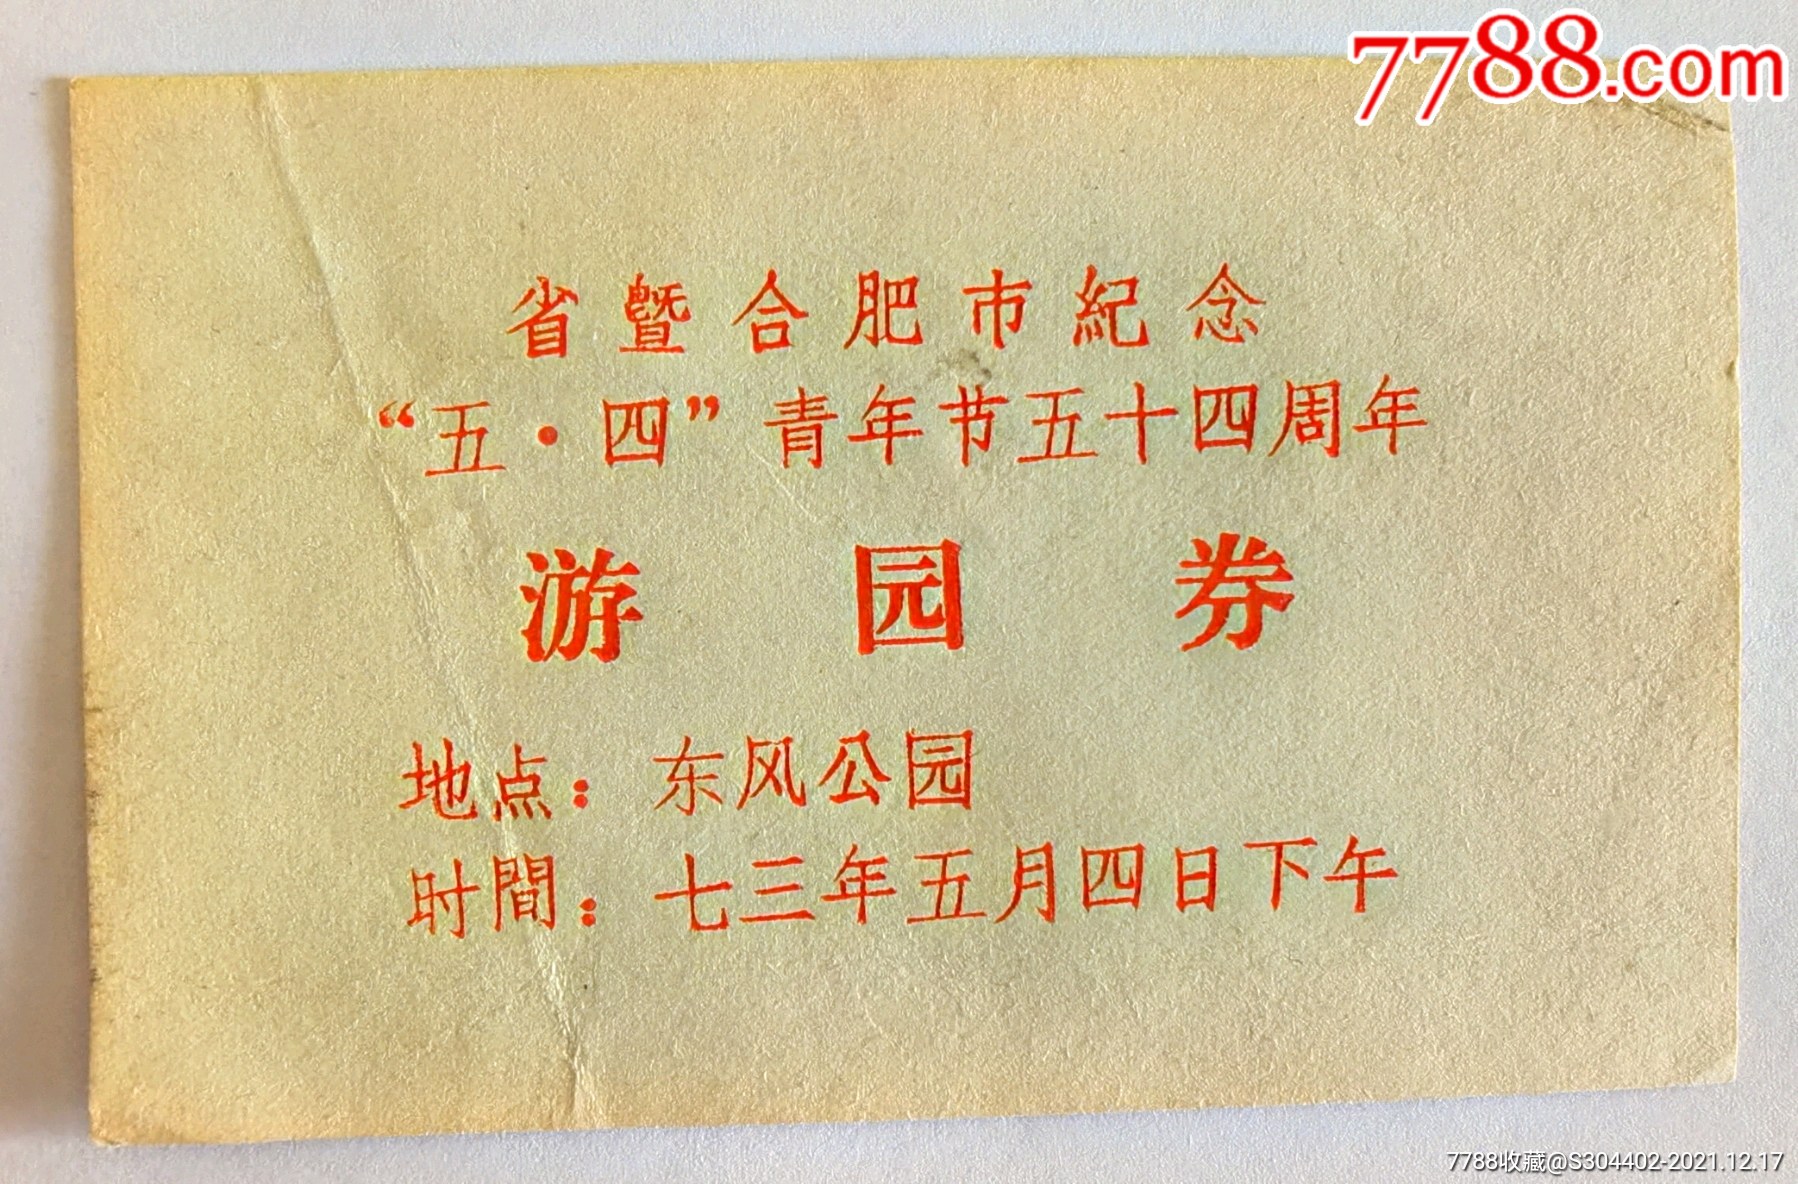 7788.com
省暨合肥市紀念
“五·四”青年节五十四周年
游园券
地点：东风公园
时間：七三年五月四日下午
7788收藏@S304402-2021.12.17